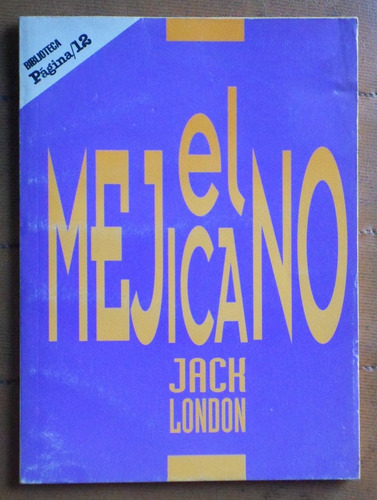 BIBLIOTECA
Página/12
el
MEJICANO
JACK
LONDON